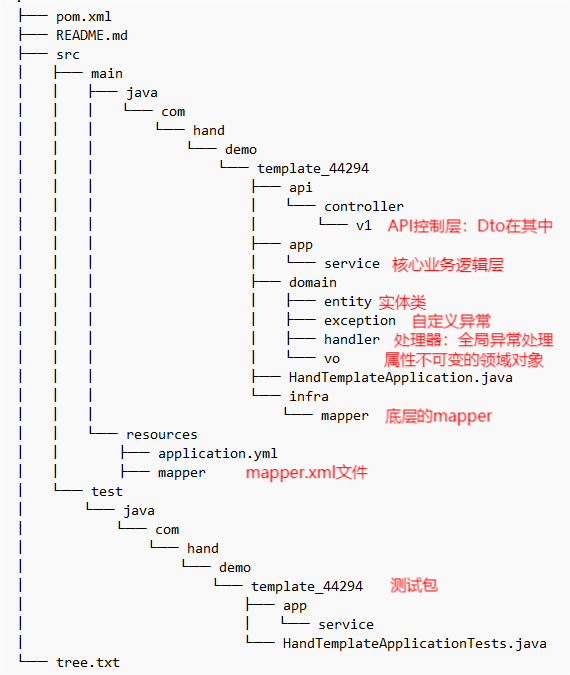 .
├── pom.xml
├── README.md
├── src
│   ├── main
│   │   ├── java
│   │   │   └── com
│   │   │       └── hand
│   │   │           └── demo
│   │   │               └── template_44294
│   │   │                   ├── api
│   │   │                   │   └── controller
│   │   │                   │       └── v1 API控制层：Dto在其中
│   │   │                   ├── app
│   │   │                   │   └── service 核心业务逻辑层
│   │   │                   ├── domain
│   │   │                   │   ├── entity 实体类
│   │   │                   │   ├── exception 自定义异常
│   │   │                   │   ├── handler 处理器：全局异常处理
│   │   │                   │   └── vo 属性不可变的领域对象
│   │   │                   ├── HandTemplateApplication.java
│   │   │                   └── infra
│   │   │                       └── mapper 底层的mapper
│   │   └── resources
│   │       ├── application.yml
│   │       ├── mapper mapper.xml文件
│   └── test
│       └── java
│           └── com
│               └── hand
│                   └── demo
│                       └── template_44294 测试包
│                           ├── app
│                           │   └── service
│                           └── HandTemplateApplicationTests.java
└── tree.txt